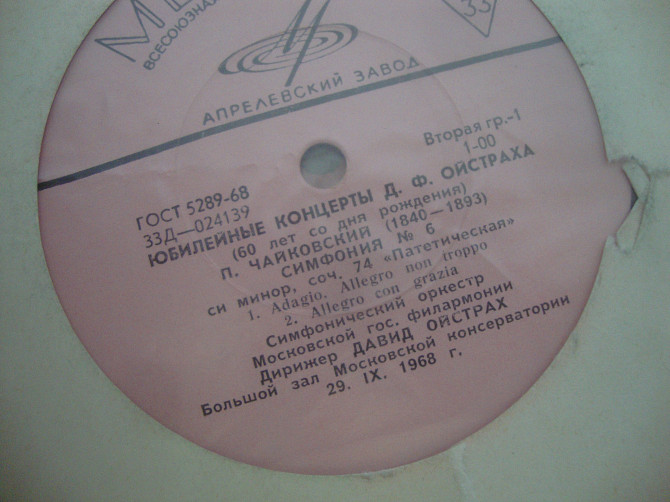 МЕ
ВСЕСОЮЗНАЯ
33
АПРЕЛЕВСКИЙ ЗАВОД
ГОСТ 5289-68
Вторая гр.-1
33Д—024139
1-00
ЮБИЛЕЙНЫЕ КОНЦЕРТЫ Д. Ф. ОЙСТРАХА
(60 лет со дня рождения)
П. ЧАЙКОВСКИЙ (1840—1893)
СИМФОНИЯ № 6
си минор, соч. 74 „Патетическая“
1. Adagio. Allegro non troppo
2. Allegro con grazia
Симфонический оркестр
Московской гос. филармонии
Дирижер ДАВИД ОЙСТРАХ
Большой зал Московской консерватории
29. IX. 1968 г.